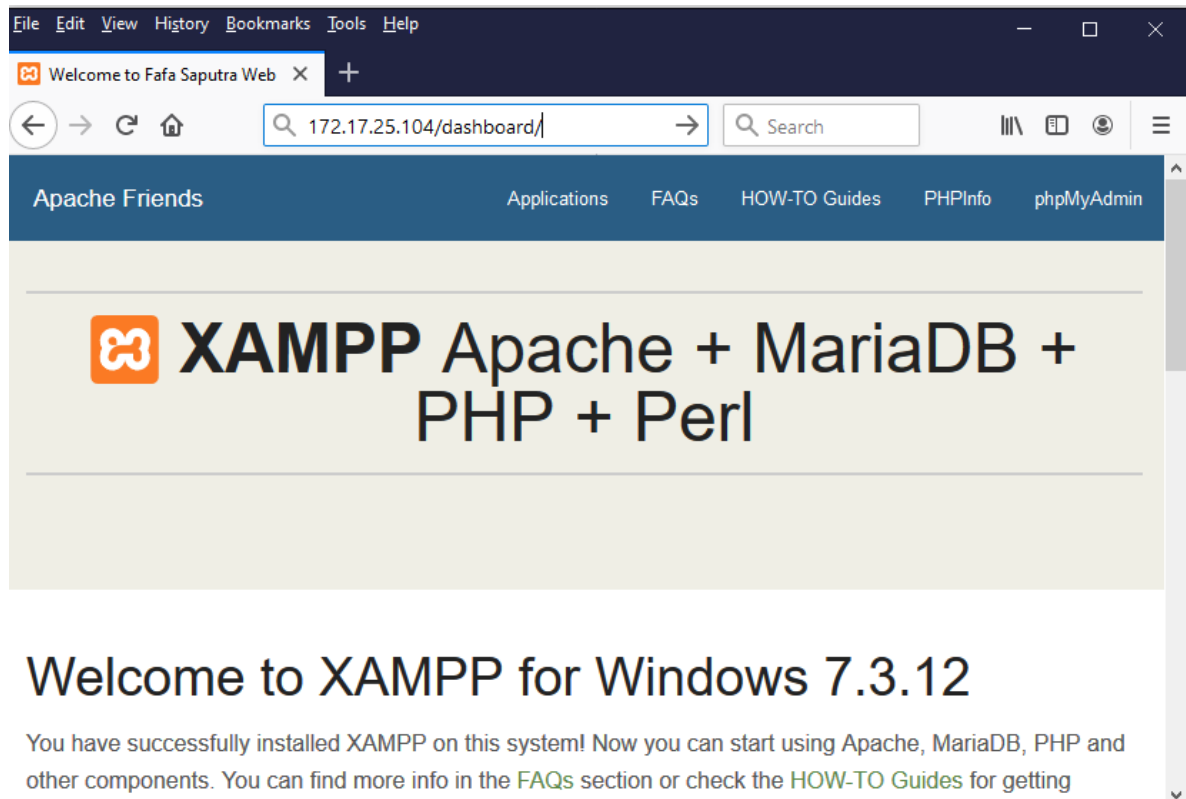 File Edit View History Bookmarks Tools Help
Welcome to Fafa Saputra Web
172.17.25.104/dashboard/
Search
Apache Friends Applications FAQs HOW-TO Guides PHPInfo phpMyAdmin
XAMPP Apache + MariaDB +
PHP + Perl
Welcome to XAMPP for Windows 7.3.12
You have successfully installed XAMPP on this system! Now you can start using Apache, MariaDB, PHP and
other components. You can find more info in the FAQs section or check the HOW-TO Guides for getting